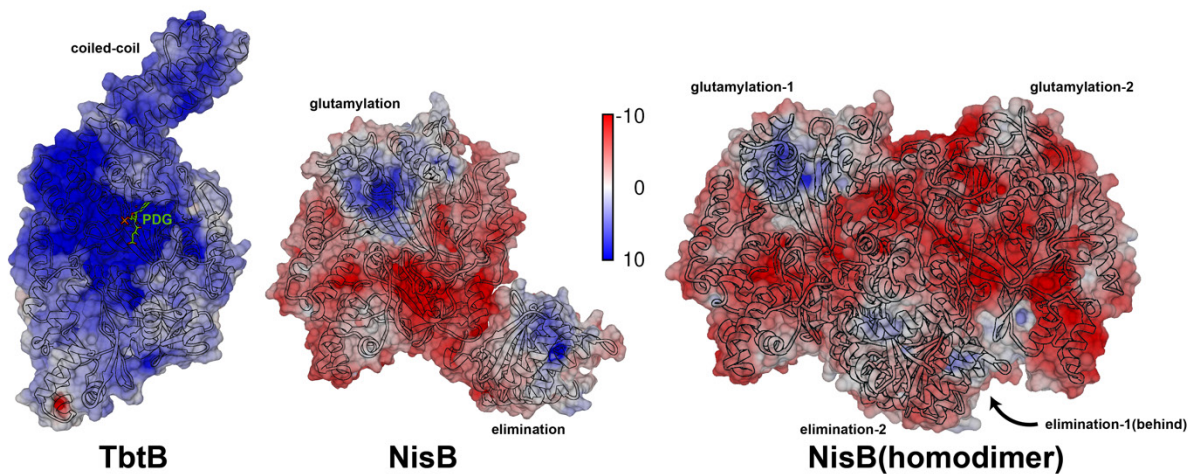 coiled-coil
PDG
TbtB
glutamylation
elimination
NisB
-10
0
10
glutamylation-1
glutamylation-2
elimination-2
elimination-1(behind)
NisB(homodimer)